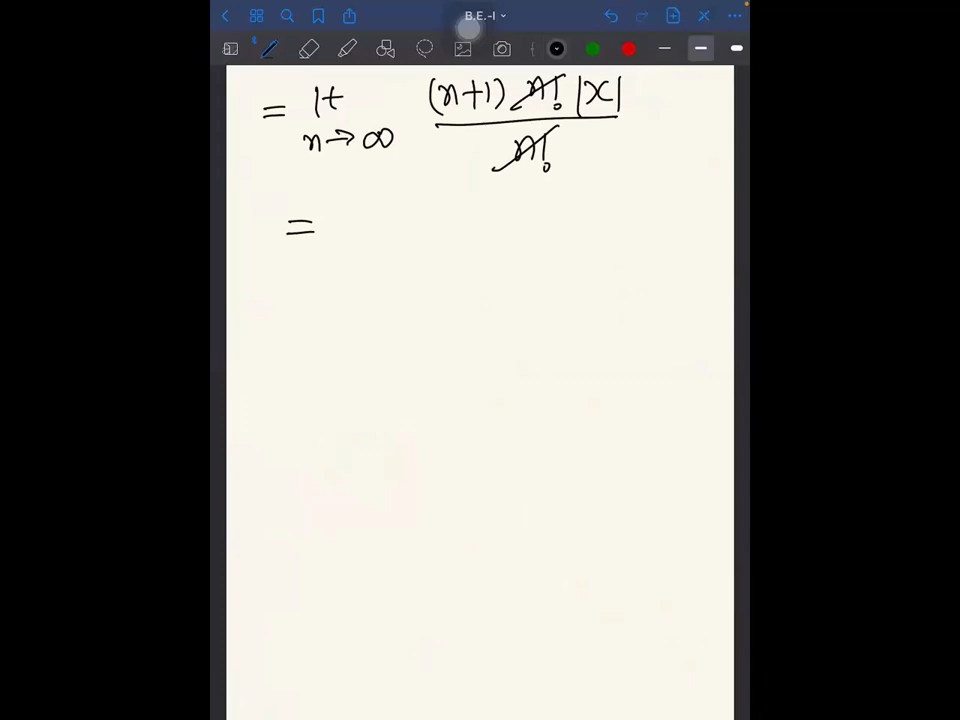 B.E.-I
= lt n→∞ (n+1) n! |x| / n!
=